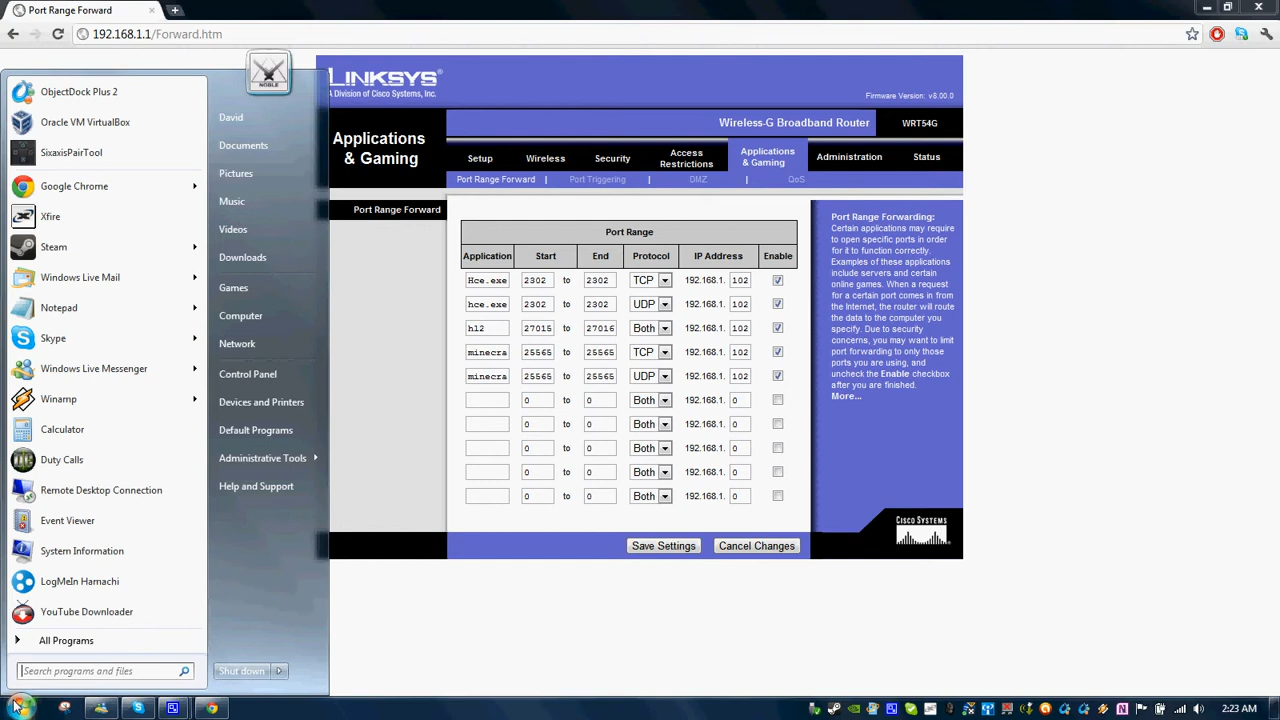 Port Range Forward
192.168.1.1/Forward.htm
NOBLE
ObjectDock Plus 2
Oracle VM VirtualBox
SixaxisPairTool
Google Chrome
Xfire
Steam
Windows Live Mail
Notepad
Skype
Windows Live Messenger
Winamp
Calculator
Duty Calls
Remote Desktop Connection
Event Viewer
System Information
LogMeIn Hamachi
YouTube Downloader
All Programs
Search programs and files
David
Documents
Pictures
Music
Videos
Downloads
Games
Computer
Network
Control Panel
Devices and Printers
Default Programs
Administrative Tools
Help and Support
Shut down
LINKSYS®
A Division of Cisco Systems, Inc.
Firmware Version: v8.00.0
Wireless-G Broadband Router WRT54G
Applications
& Gaming
Setup Wireless Security Access Restrictions Applications & Gaming Administration Status
Port Range Forward | Port Triggering | DMZ | QoS
Port Range Forward
Port Range
Application Start End Protocol IP Address Enable
Hce.exe 2302 to 2302 TCP 192.168.1. 102
hce.exe 2302 to 2302 UDP 192.168.1. 102
hl2 27015 to 27016 Both 192.168.1. 102
minecra 25565 to 25565 TCP 192.168.1. 102
minecra 25565 to 25565 UDP 192.168.1. 102
0 to 0 Both 192.168.1. 0
0 to 0 Both 192.168.1. 0
0 to 0 Both 192.168.1. 0
0 to 0 Both 192.168.1. 0
0 to 0 Both 192.168.1. 0
Save Settings Cancel Changes
Port Range Forwarding:
Certain applications may require
to open specific ports in order
for it to function correctly.
Examples of these applications
include servers and certain
online games. When a request
for a certain port comes in from
the Internet, the router will route
the data to the computer you
specify. Due to security
concerns, you may want to limit
port forwarding to only those
ports you are using, and
uncheck the Enable checkbox
after you are finished.
More...
CISCO SYSTEMS
2:23 AM